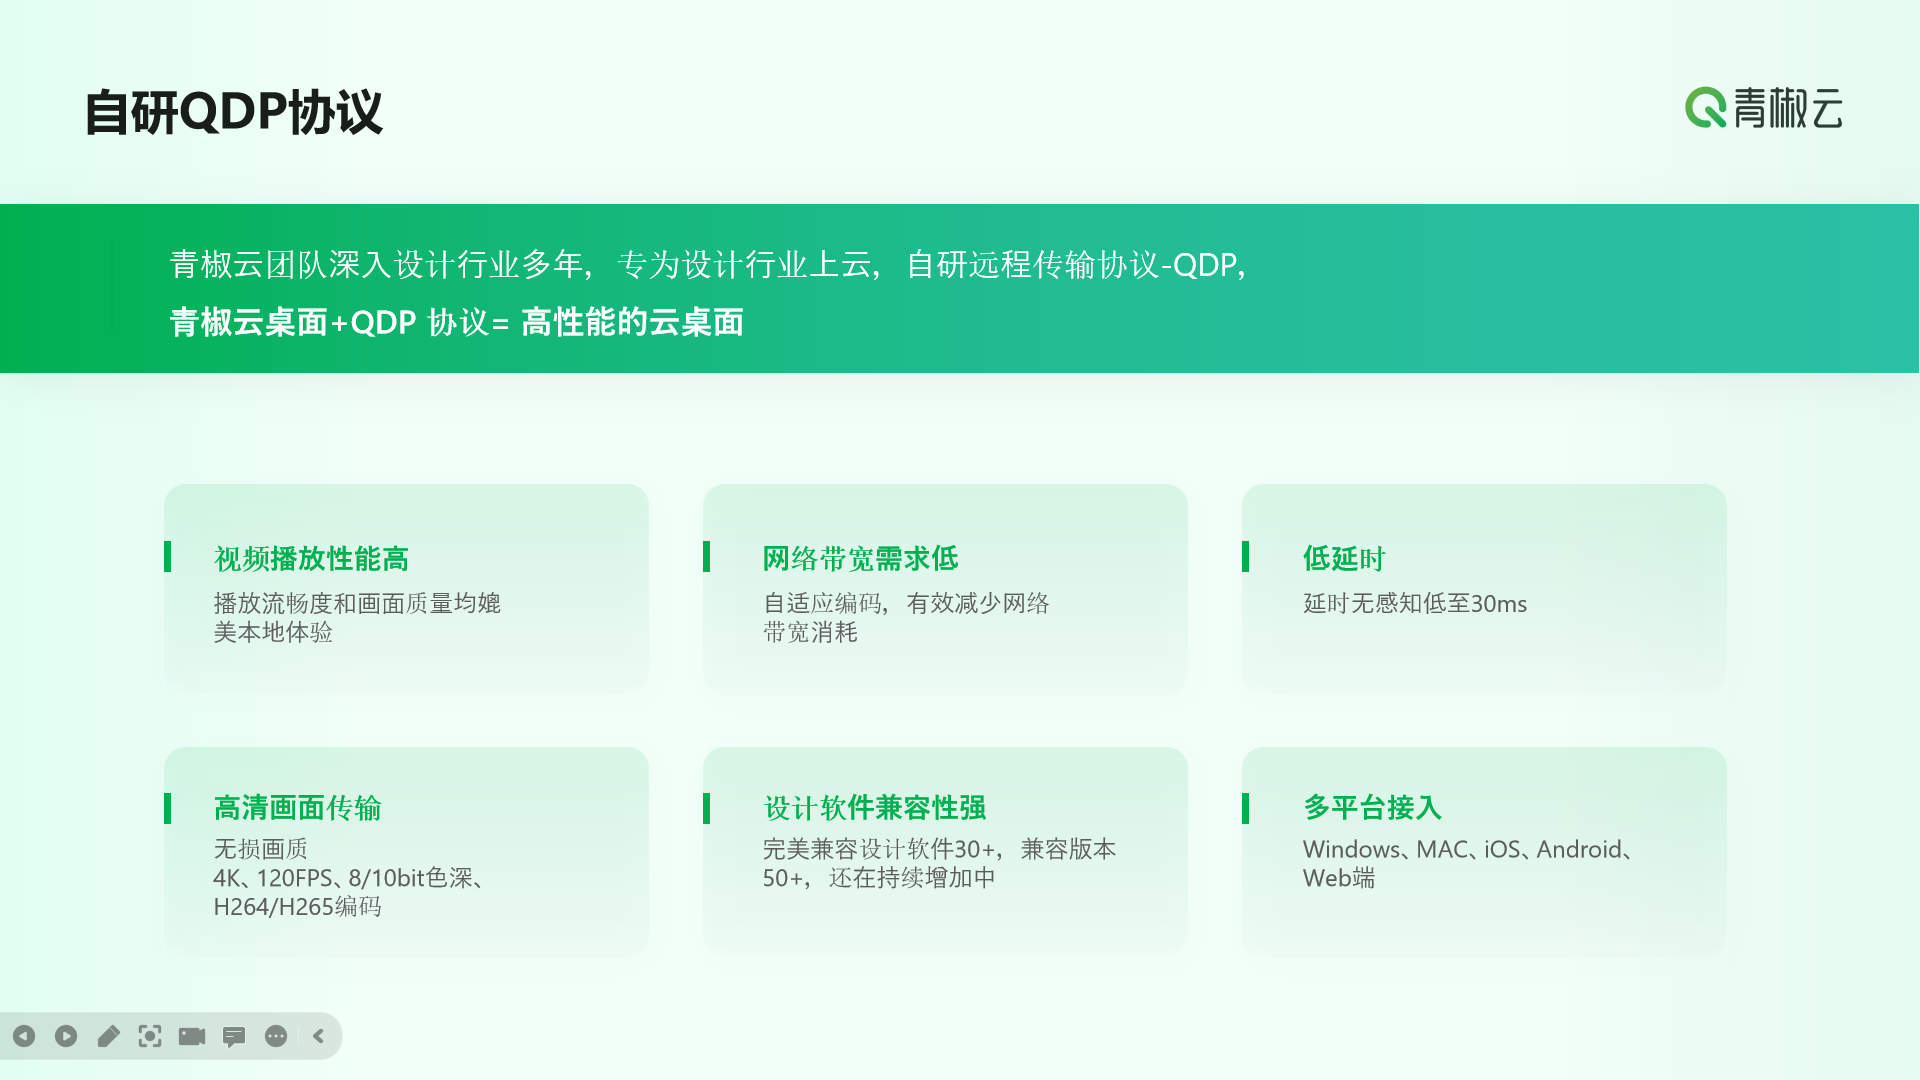 自研QDP协议
青椒云
青椒云团队深入设计行业多年，专为设计行业上云，自研远程传输协议-QDP，
青椒云桌面+QDP 协议= 高性能的云桌面
视频播放性能高
播放流畅度和画面质量均媲
美本地体验
网络带宽需求低
自适应编码，有效减少网络
带宽消耗
低延时
延时无感知低至30ms
高清画面传输
无损画质
4K、120FPS、8/10bit色深、
H264/H265编码
设计软件兼容性强
完美兼容设计软件30+，兼容版本
50+，还在持续增加中
多平台接入
Windows、MAC、iOS、Android、
Web端